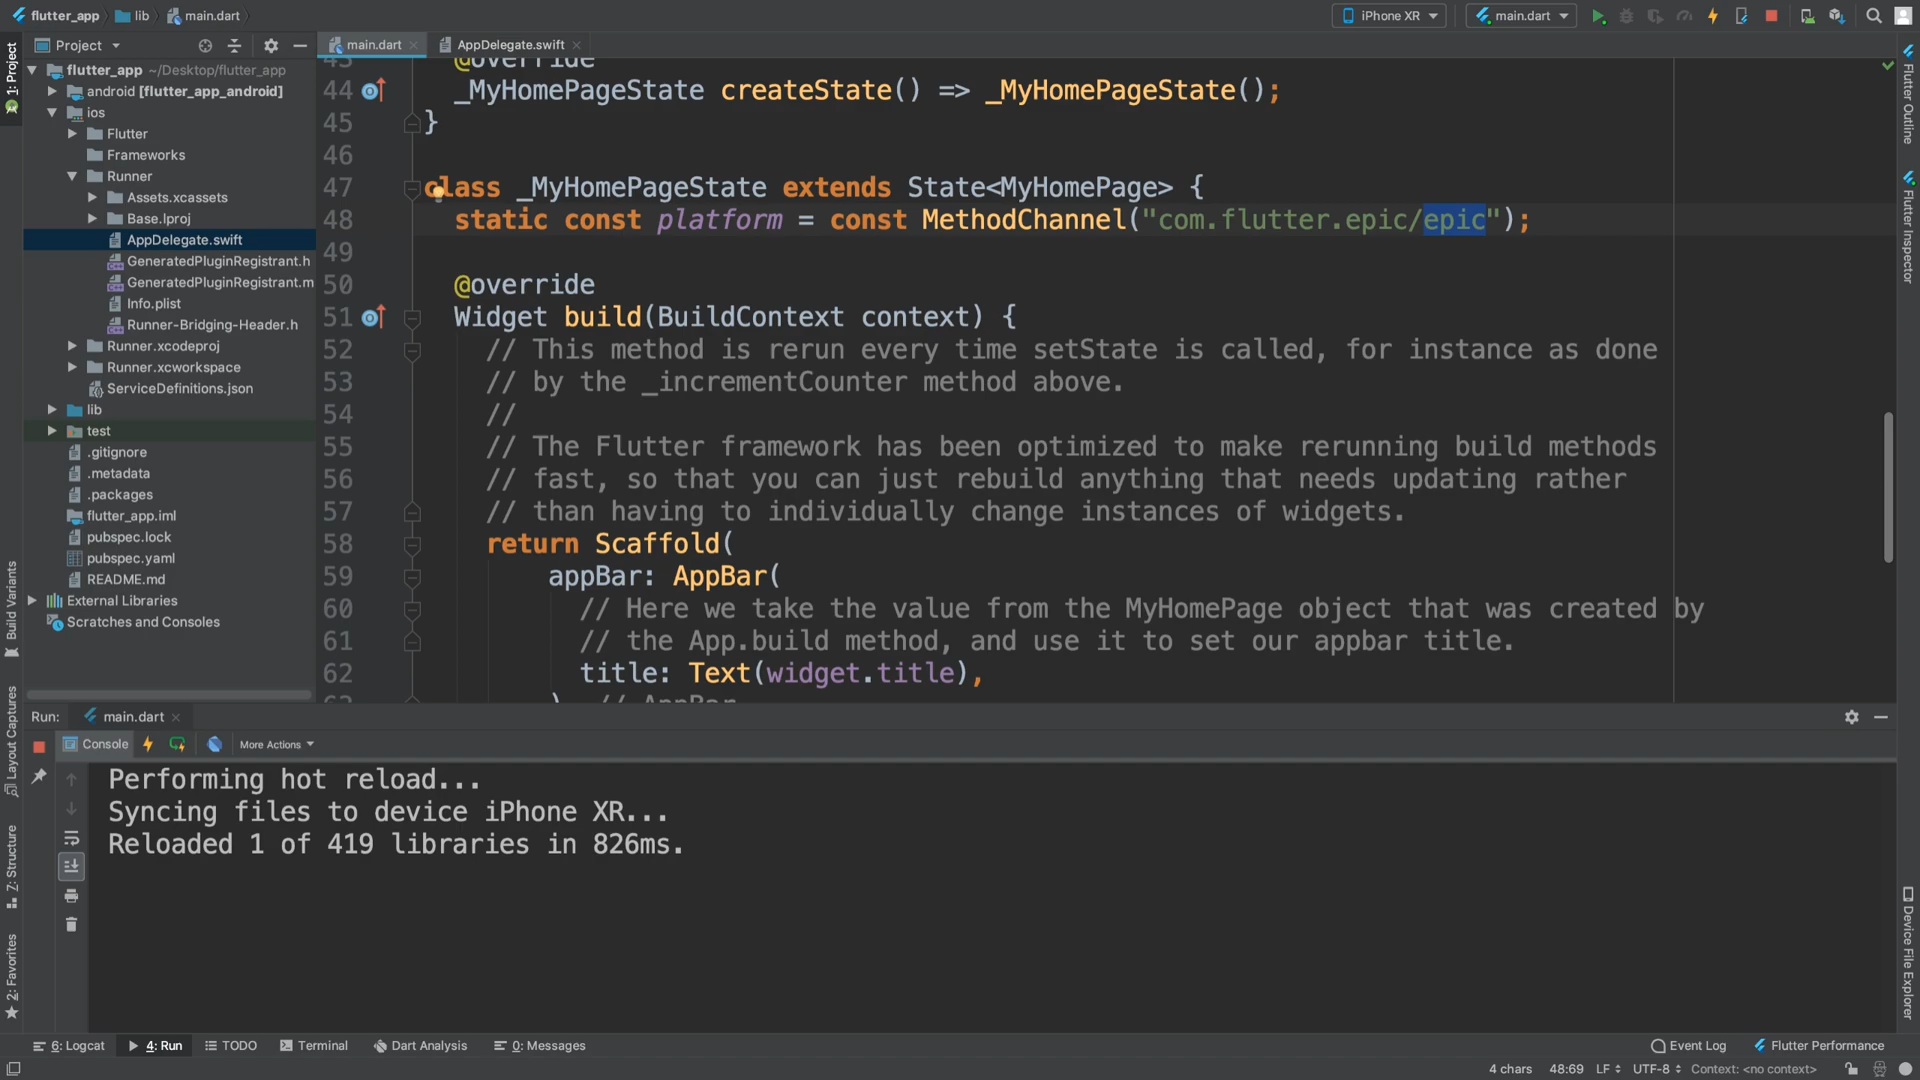 flutter_app
lib
main.dart
iPhone XR
main.dart
Project
main.dart
AppDelegate.swift
1: Project
flutter_app ~/Desktop/flutter_app
android [flutter_app_android]
ios
Flutter
Frameworks
Runner
Assets.xcassets
Base.lproj
AppDelegate.swift
GeneratedPluginRegistrant.h
GeneratedPluginRegistrant.m
Info.plist
Runner-Bridging-Header.h
Runner.xcodeproj
Runner.xcworkspace
ServiceDefinitions.json
lib
test
.gitignore
.metadata
.packages
flutter_app.iml
pubspec.lock
pubspec.yaml
README.md
External Libraries
Scratches and Consoles
Build Variants
Layout Captures
Z: Structure
2: Favorites
43 @override
44 _MyHomePageState createState() => _MyHomePageState();
45 }
46
47 class _MyHomePageState extends State<MyHomePage> {
48 static const platform = const MethodChannel("com.flutter.epic/epic");
49
50 @override
51 Widget build(BuildContext context) {
52 // This method is rerun every time setState is called, for instance as done
53 // by the _incrementCounter method above.
54 //
55 // The Flutter framework has been optimized to make rerunning build methods
56 // fast, so that you can just rebuild anything that needs updating rather
57 // than having to individually change instances of widgets.
58 return Scaffold(
59 appBar: AppBar(
60 // Here we take the value from the MyHomePage object that was created by
61 // the App.build method, and use it to set our appbar title.
62 title: Text(widget.title),
63 ) // AppBar
Flutter Outline
Flutter Inspector
Device File Explorer
Run:
main.dart
Console
More Actions
Performing hot reload...
Syncing files to device iPhone XR...
Reloaded 1 of 419 libraries in 826ms.
6: Logcat
4: Run
TODO
Terminal
Dart Analysis
0: Messages
Event Log
Flutter Performance
4 chars
48:69
LF
UTF-8
Context: <no context>